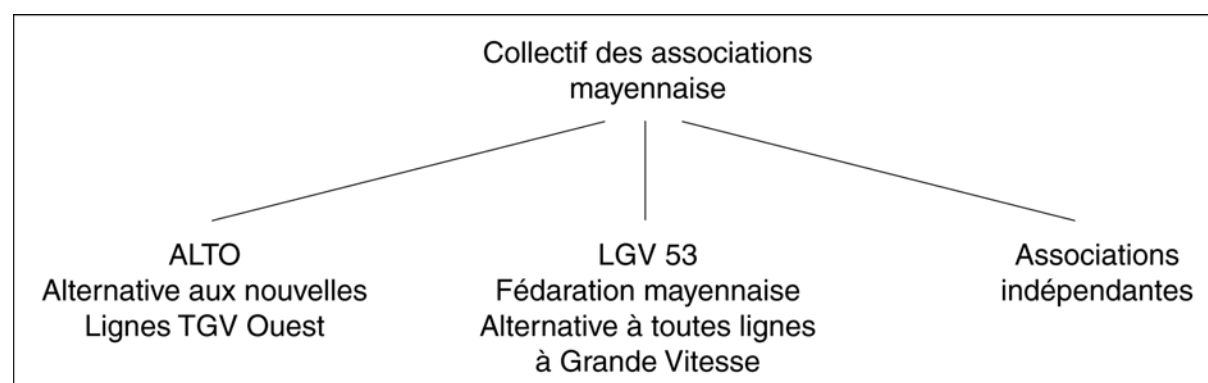 Collectif des associations
mayennaise
ALTO
Alternative aux nouvelles
Lignes TGV Ouest
LGV 53
Fédaration mayennaise
Alternative à toutes lignes
à Grande Vitesse
Associations
indépendantes